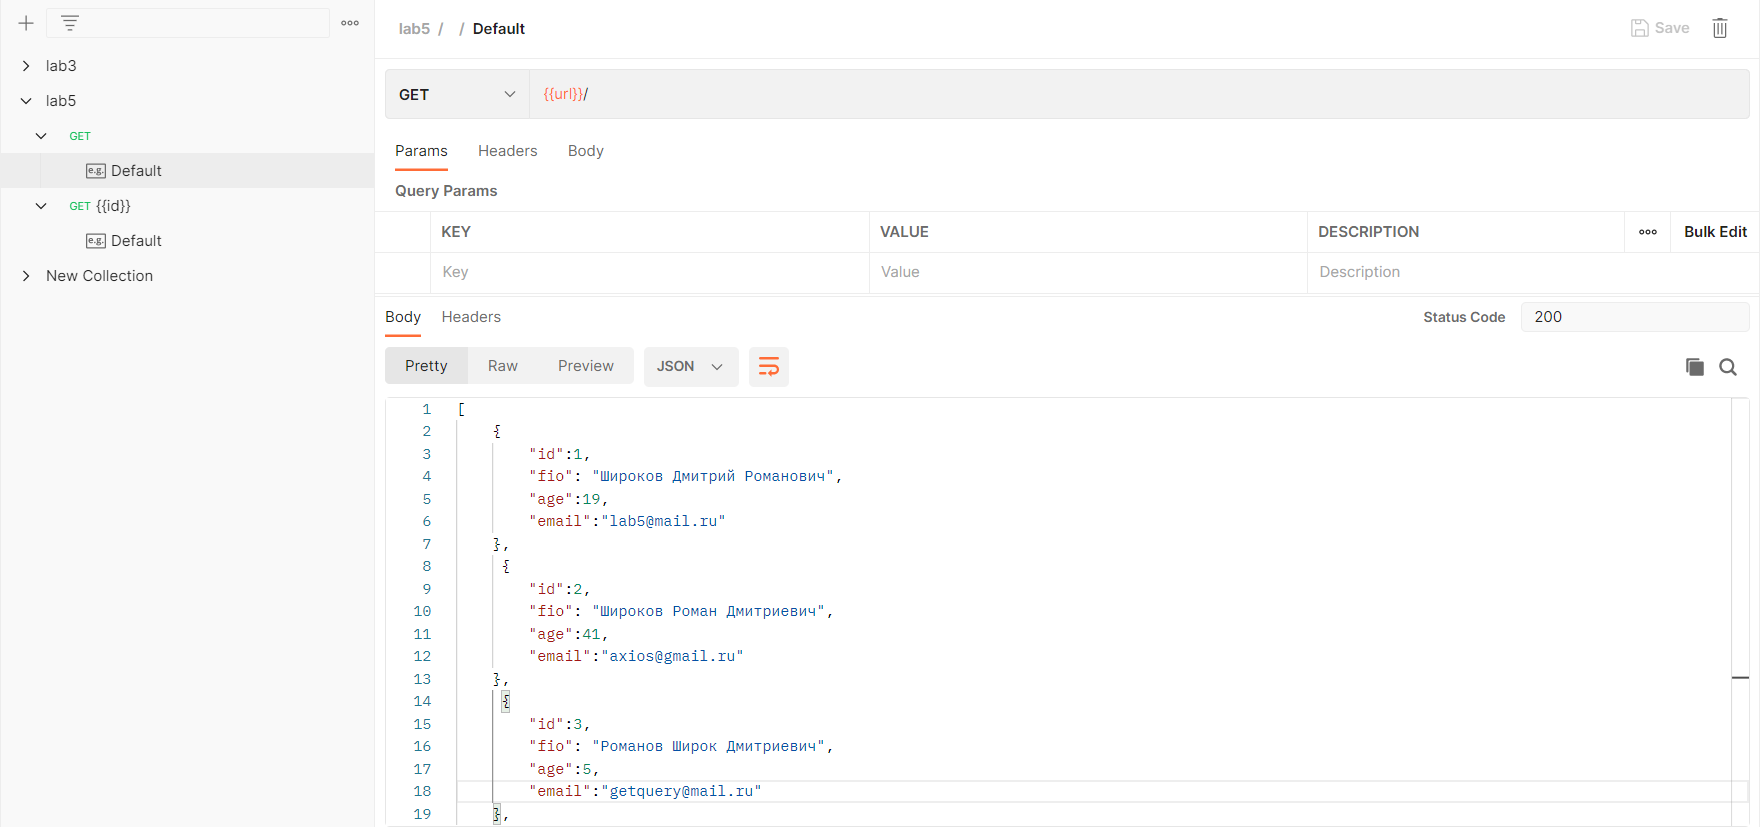 lab3
lab5
GET
e.g. Default
GET {{id}}
e.g. Default
New Collection
lab5 / / Default
Save
GET
{{url}}/
Params Headers Body
Query Params
KEY VALUE DESCRIPTION Bulk Edit
Key Value Description
Body Headers
Status Code 200
Pretty Raw Preview JSON
1 [
2 {
3 "id":1,
4 "fio": "Широков Дмитрий Романович",
5 "age":19,
6 "email":"lab5@mail.ru"
7 },
8 {
9 "id":2,
10 "fio": "Широков Роман Дмитриевич",
11 "age":41,
12 "email":"axios@gmail.ru"
13 },
14 {
15 "id":3,
16 "fio": "Романов Широк Дмитриевич",
17 "age":5,
18 "email":"getquery@mail.ru"
19 },